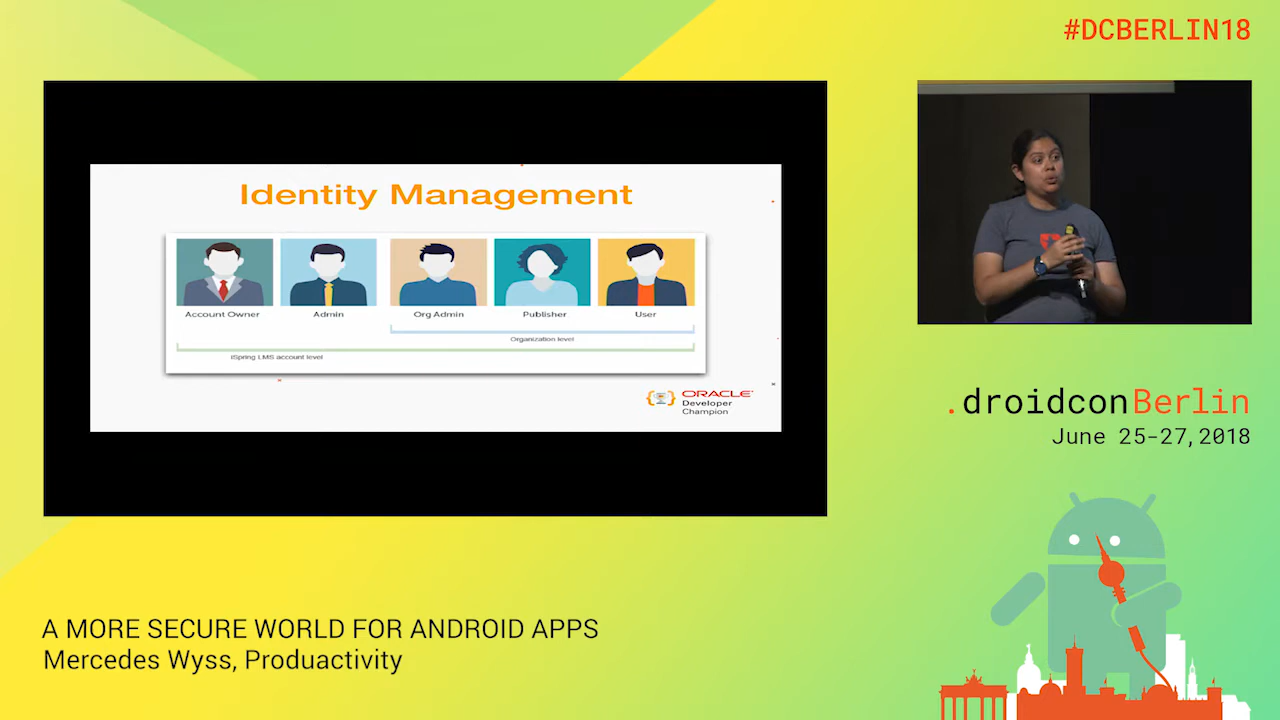 #DCBERLIN18
Identity Management
Account Owner
Admin
Org Admin
Publisher
User
Organization level
iSpring LMS account level
ORACLE
Developer
Champion
.droidconBerlin
June 25-27,2018
A MORE SECURE WORLD FOR ANDROID APPS
Mercedes Wyss, Produactivity